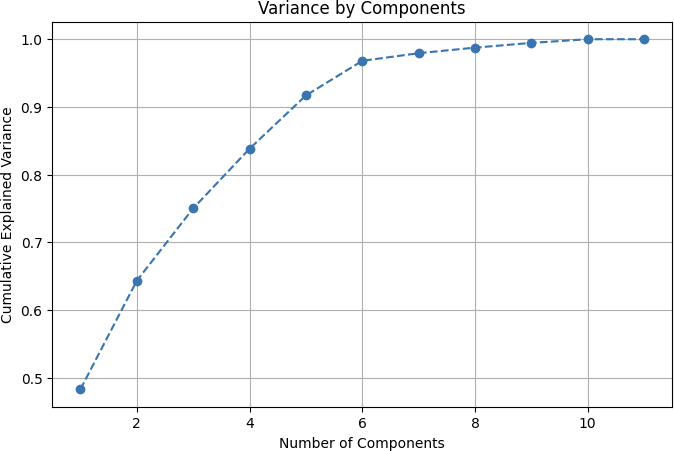 Variance by Components
1.0
0.9
0.8
0.7
0.6
0.5
Cumulative Explained Variance
2 4 6 8 10
Number of Components